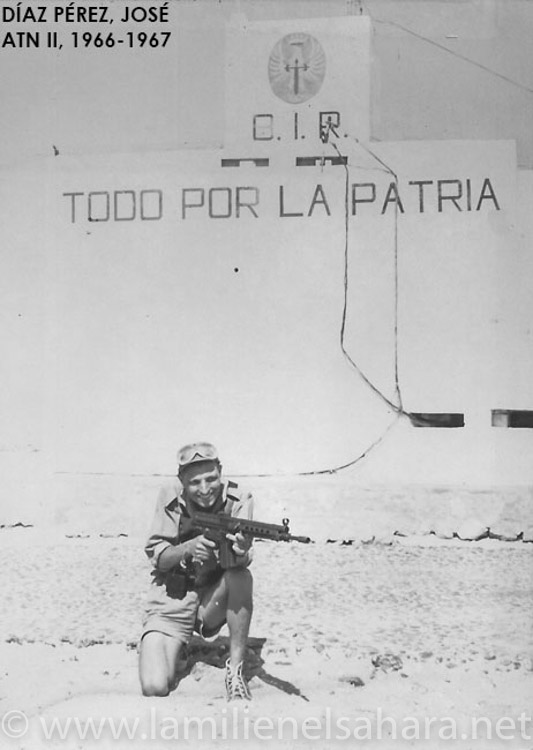 DÍAZ PÉREZ, JOSÉ
ATN II, 1966-1967
C.I.R.
TODO POR LA PATRIA
© www.lamilienelsahara.net